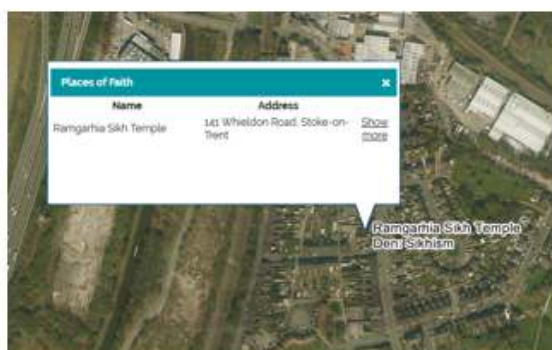 Places of Faith ×
Name Address
Ramgarhia Sikh Temple 141 Whieldon Road, Stoke-on-Trent Show more
Ramgarhia Sikh Temple
Den: Sikhism